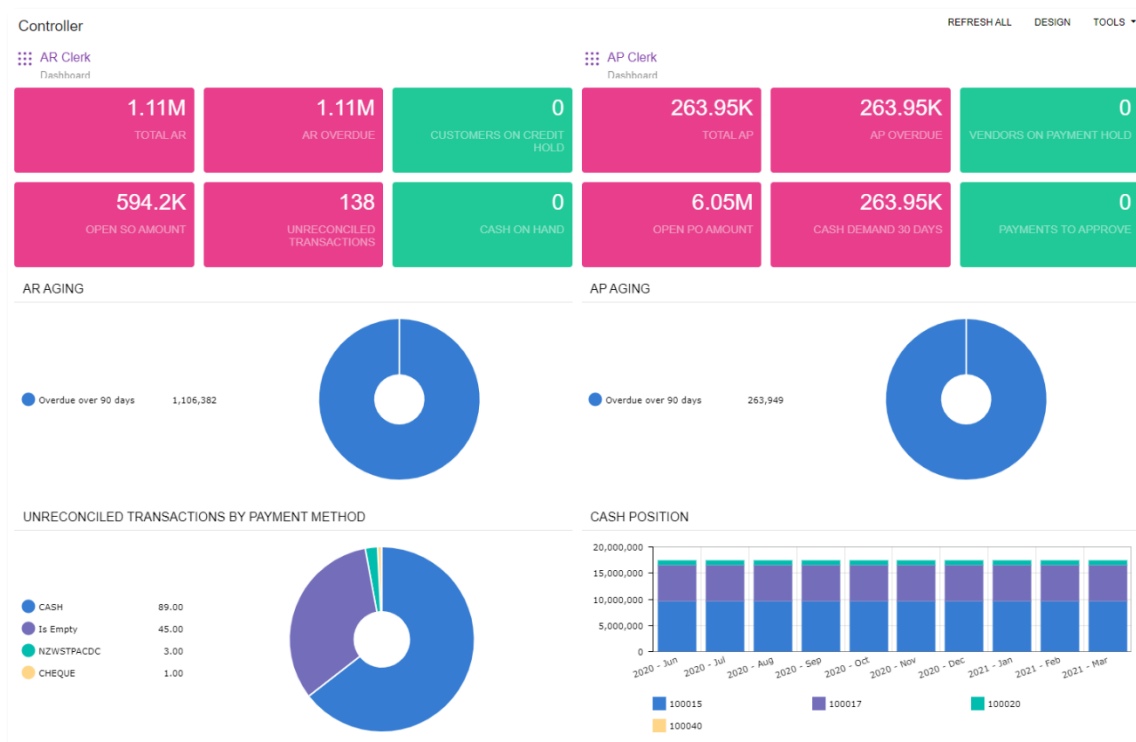 Controller
REFRESH ALL DESIGN TOOLS
AR Clerk
Dashboard
AP Clerk
Dashboard
1.11M
TOTAL AR
1.11M
AR OVERDUE
0
CUSTOMERS ON CREDIT
HOLD
263.95K
TOTAL AP
263.95K
AP OVERDUE
0
VENDORS ON PAYMENT HOLD
594.2K
OPEN SO AMOUNT
138
UNRECONCILED
TRANSACTIONS
0
CASH ON HAND
6.05M
OPEN PO AMOUNT
263.95K
CASH DEMAND 30 DAYS
0
PAYMENTS TO APPROVE
AR AGING
Overdue over 90 days 1,106,382
AP AGING
Overdue over 90 days 263,949
UNRECONCILED TRANSACTIONS BY PAYMENT METHOD
CASH 89.00
Is Empty 45.00
NZWSTPACDC 3.00
CHEQUE 1.00
CASH POSITION
20,000,000
15,000,000
10,000,000
5,000,000
0
2020 - Jun 2020 - Jul 2020 - Aug 2020 - Sep 2020 - Oct 2020 - Nov 2020 - Dec 2021 - Jan 2021 - Feb 2021 - Mar
100015 100017 100020
100040